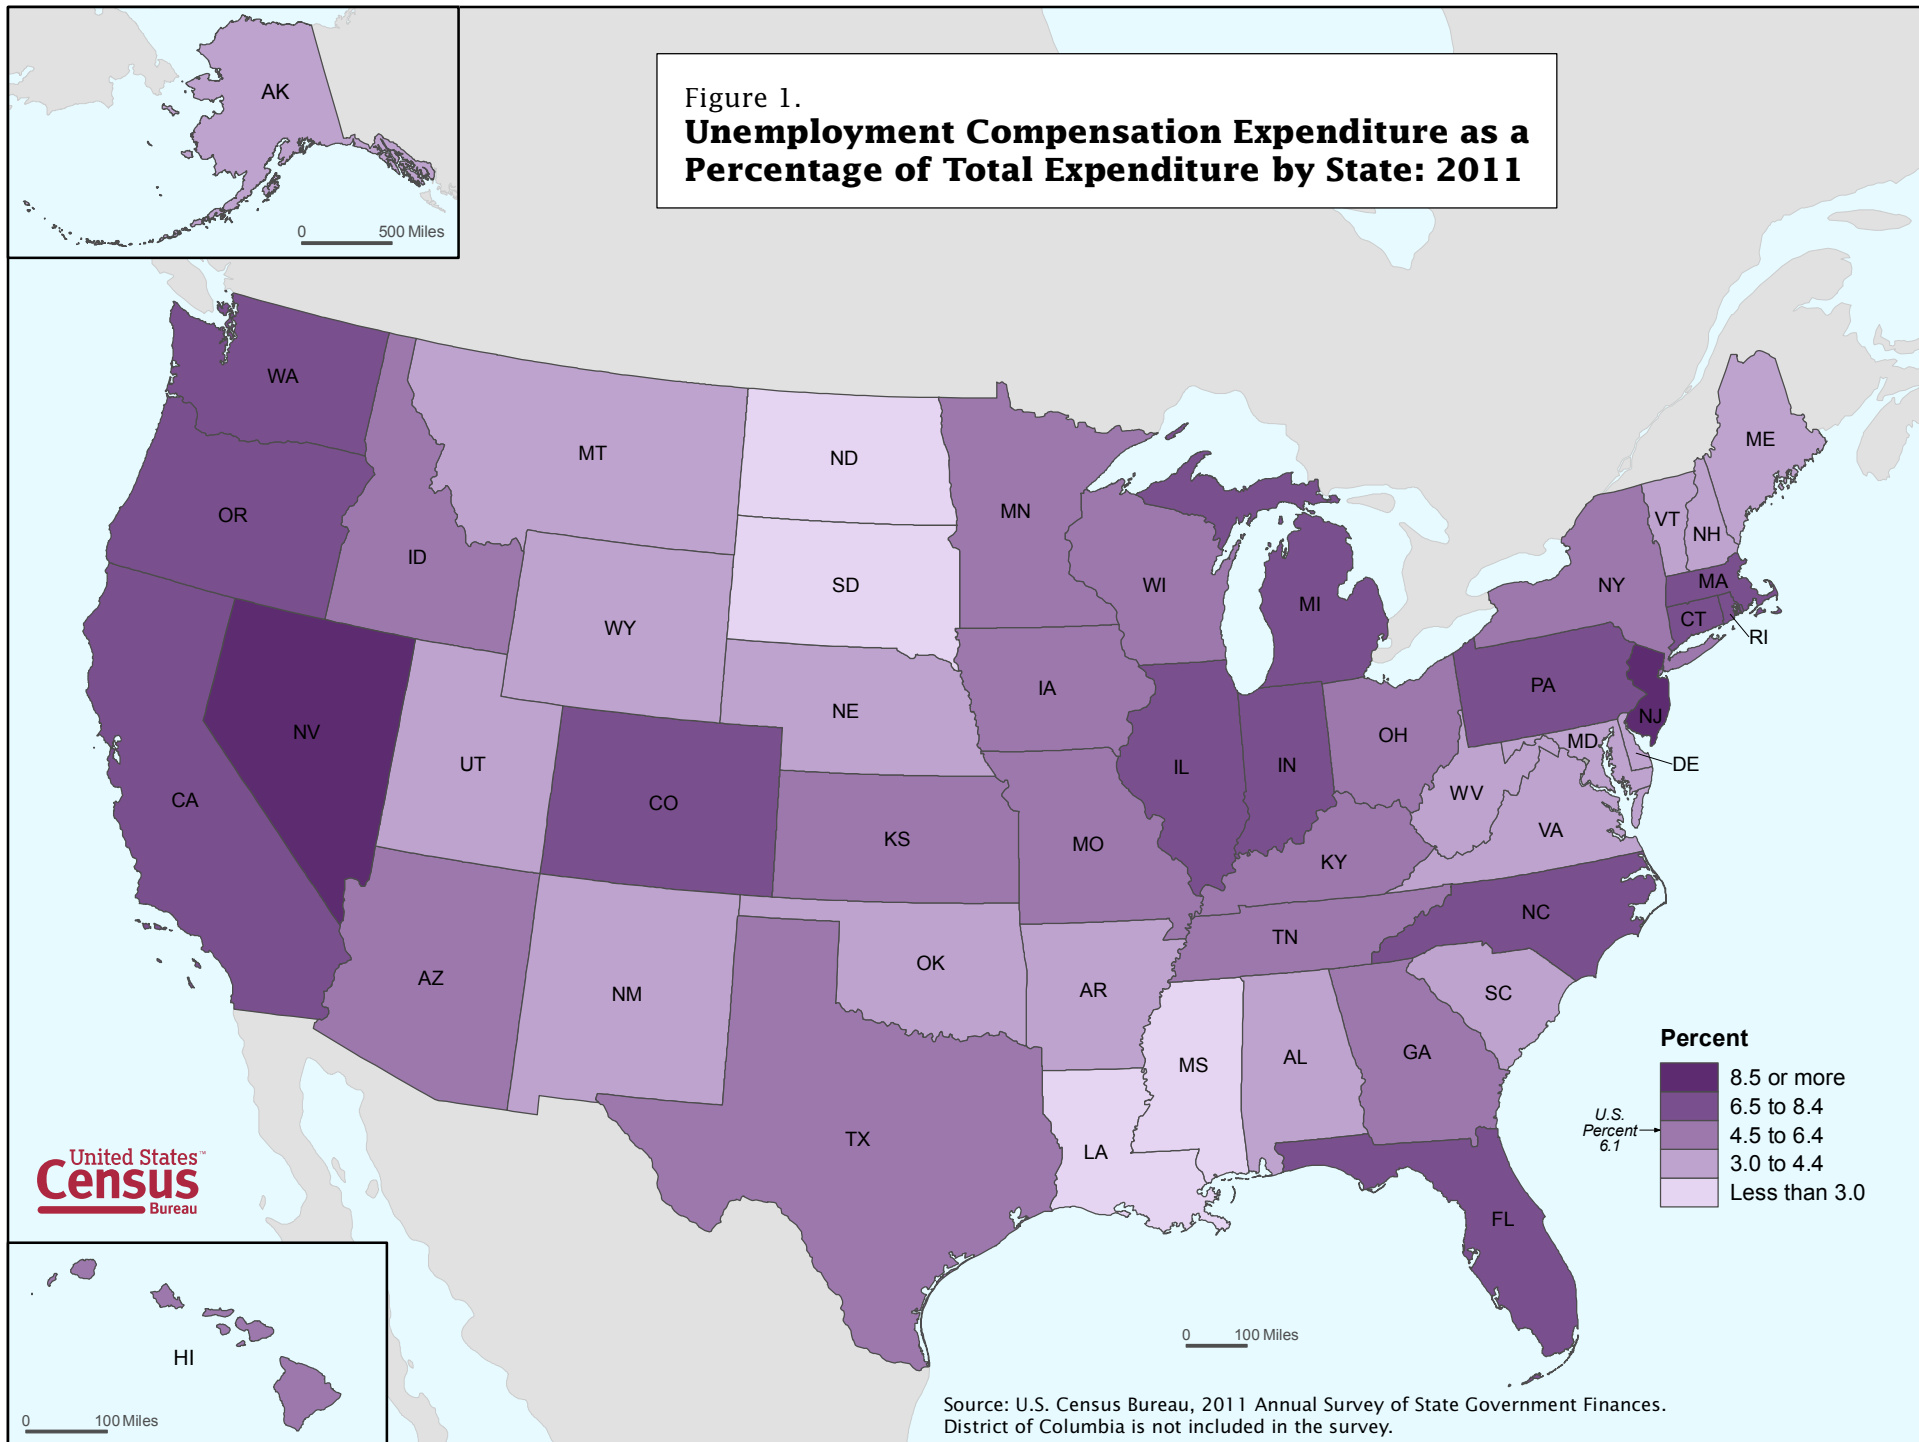 AK
0 500 Miles
Figure 1.
Unemployment Compensation Expenditure as a
Percentage of Total Expenditure by State: 2011
WA
OR
ID
MT
ND
MN
SD
WY
WI
MI
ME
VT
NH
NY
MA
CT
RI
NV
CA
UT
CO
NE
IA
KS
MO
IL
IN
OH
PA
NJ
MD
DE
WV
VA
KY
NC
TN
SC
AZ
NM
OK
AR
TX
LA
MS
AL
GA
FL
Percent
8.5 or more
6.5 to 8.4
4.5 to 6.4
3.0 to 4.4
Less than 3.0
U.S.
Percent
6.1
United States™
Census
Bureau
HI
0 100 Miles
0 100 Miles
Source: U.S. Census Bureau, 2011 Annual Survey of State Government Finances.
District of Columbia is not included in the survey.